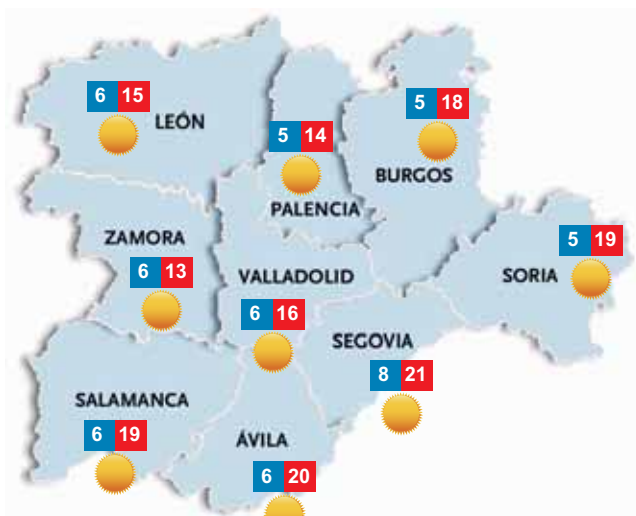 6 15
LEÓN
5 14
PALENCIA
5 18
BURGOS
ZAMORA
6 13
VALLADOLID
6 16
5 19
SORIA
SEGOVIA
8 21
SALAMANCA
6 19
ÁVILA
6 20